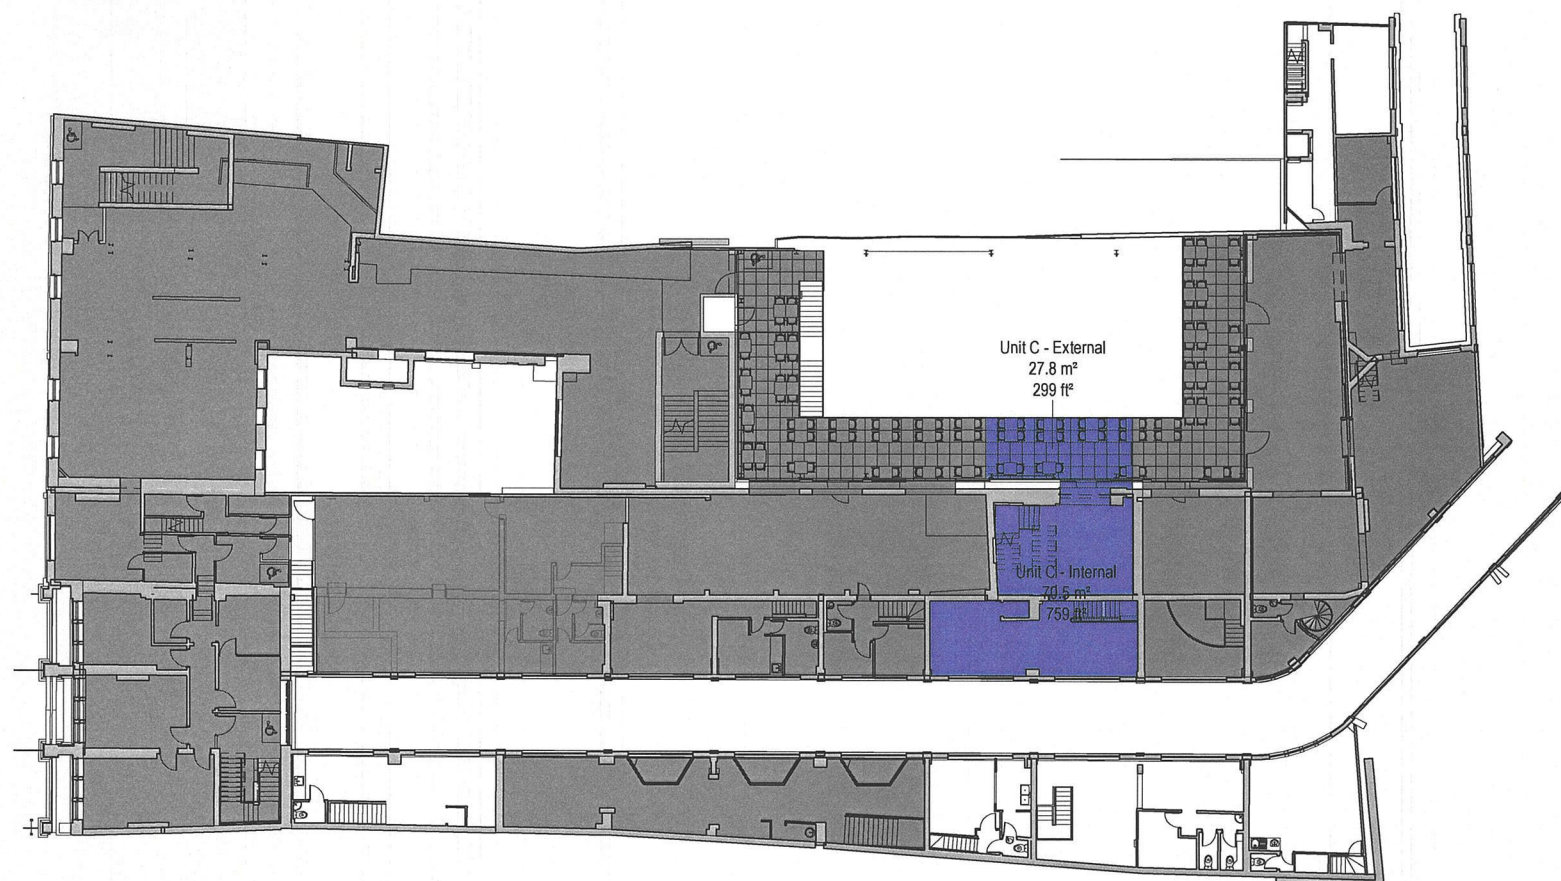 Unit C - External
27.8 m²
299 ft²
Unit C - Internal
70.5 m²
759 ft²